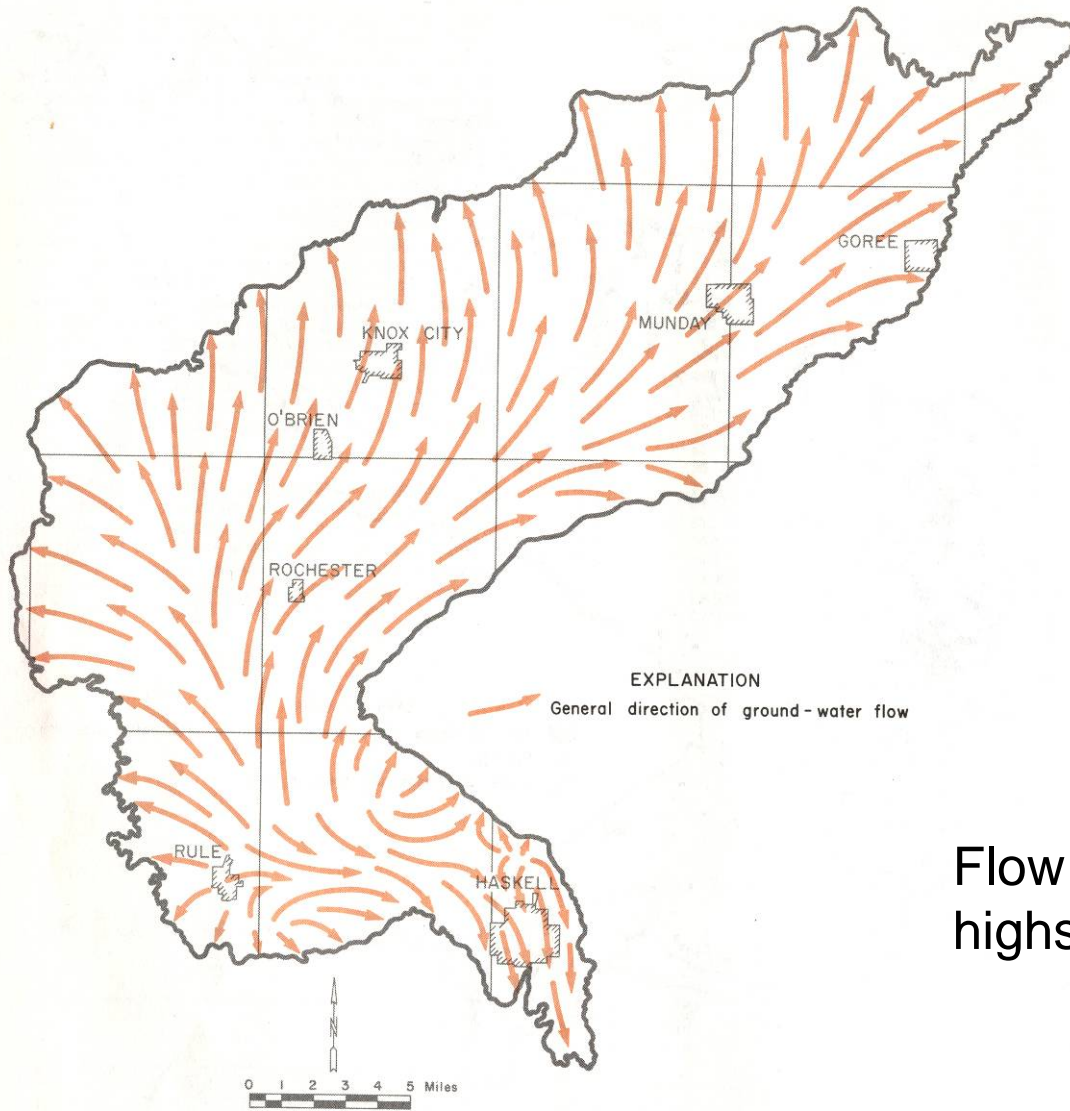 GOREE
MUNDAY
KNOX CITY
O'BRIEN
ROCHESTER
EXPLANATION
General direction of ground-water flow
RULE
HASKELL
Flow
highs
N
0 1 2 3 4 5 Miles